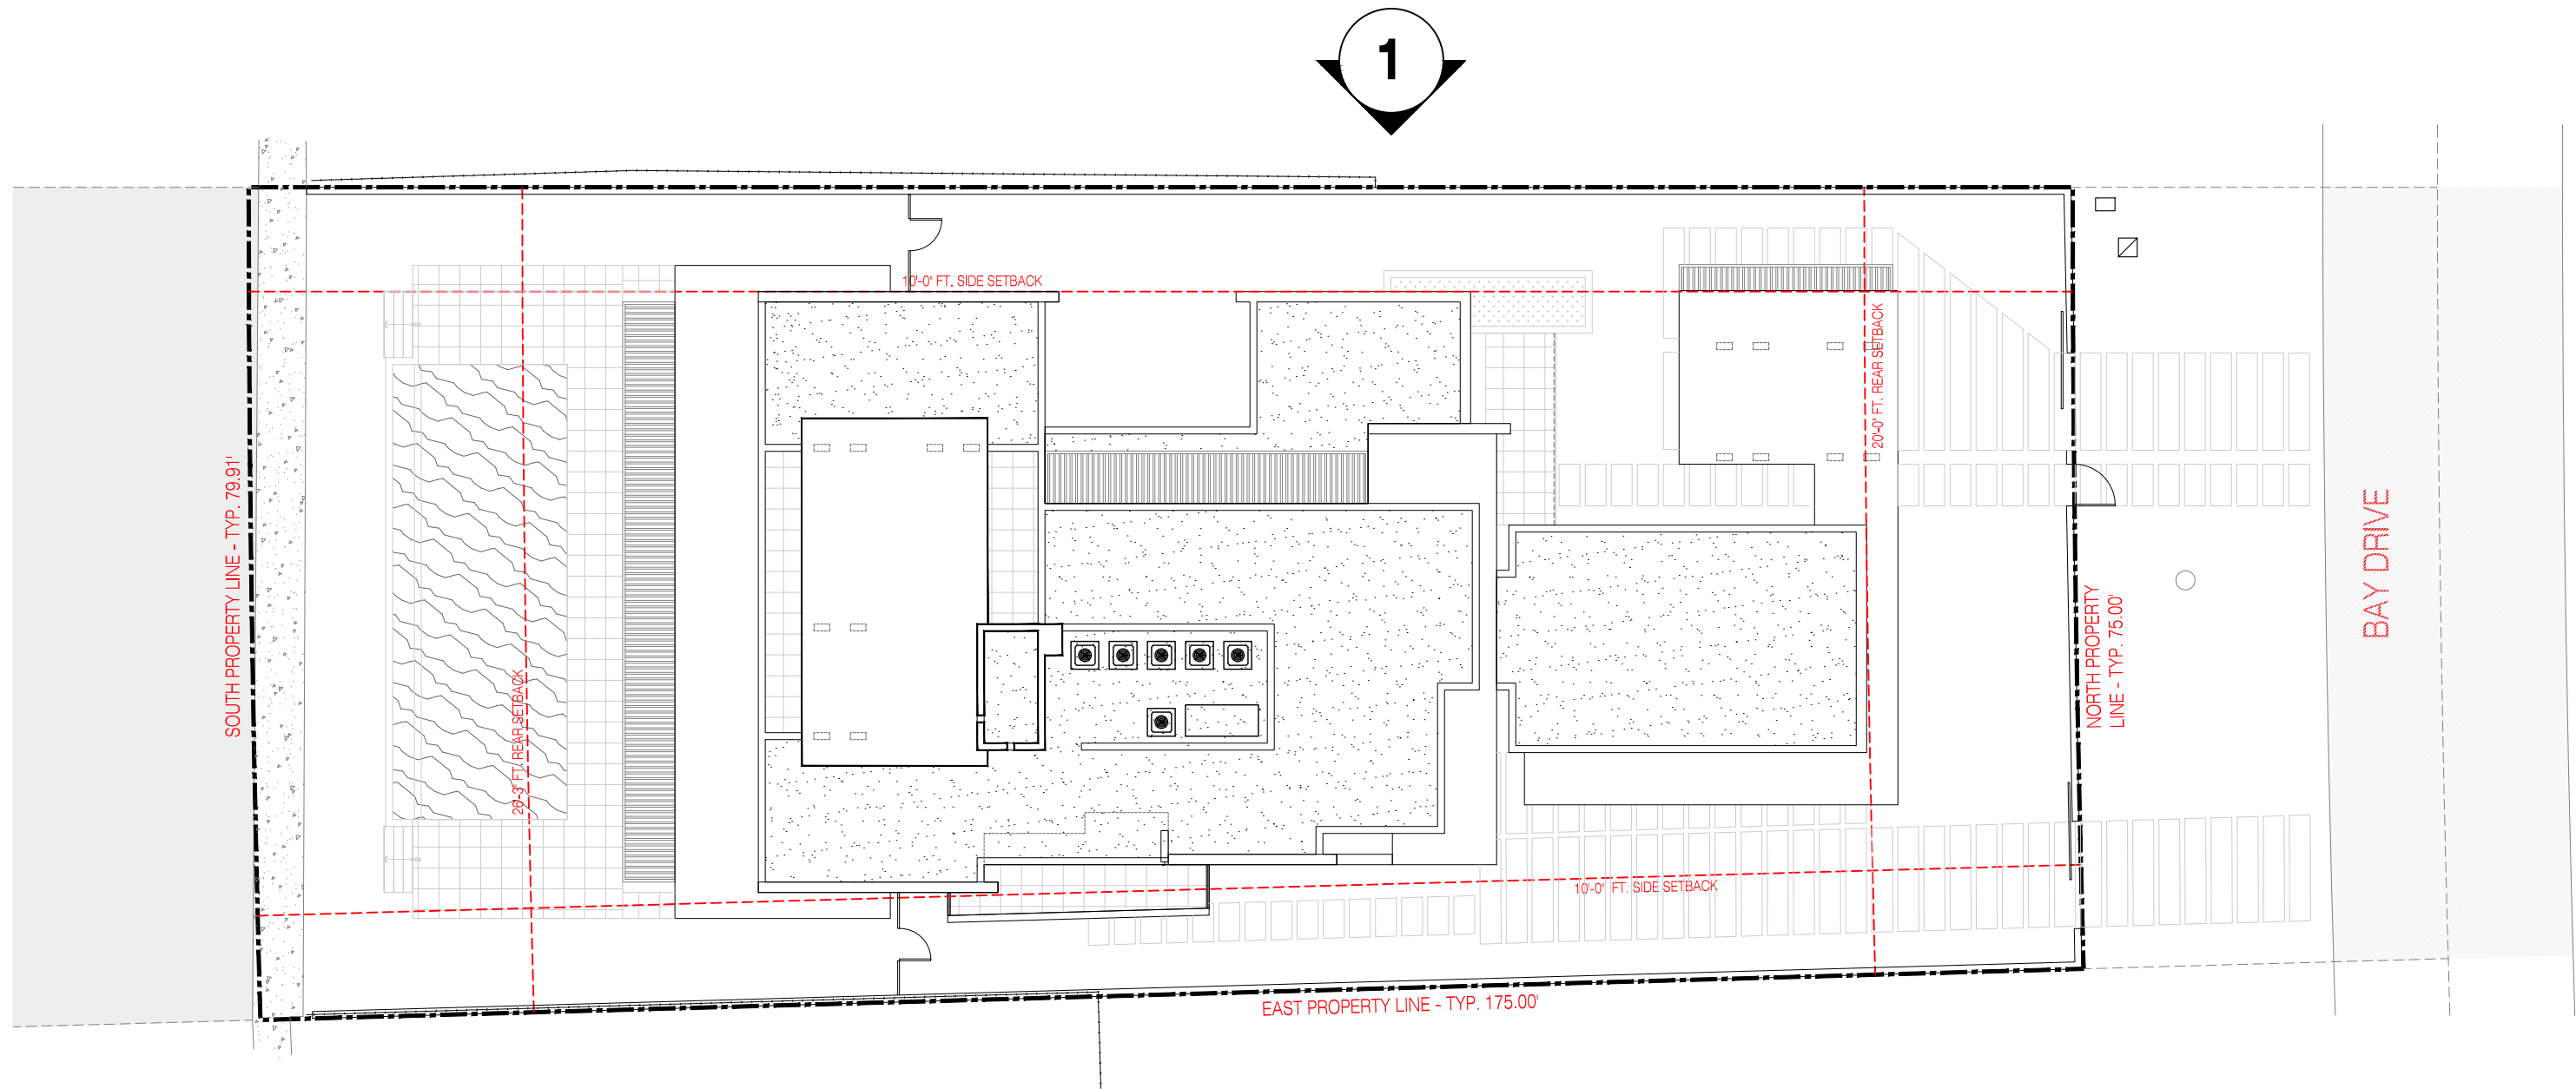 1
10'-0" FT. SIDE SETBACK
20'-0" FT. REAR SETBACK
SOUTH PROPERTY LINE - TYP. 79.91'
26'-3" FT. REAR SETBACK
BAY DRIVE
NORTH PROPERTY
LINE - TYP. 75.00'
10'-0" FT. SIDE SETBACK
EAST PROPERTY LINE - TYP. 175.00'